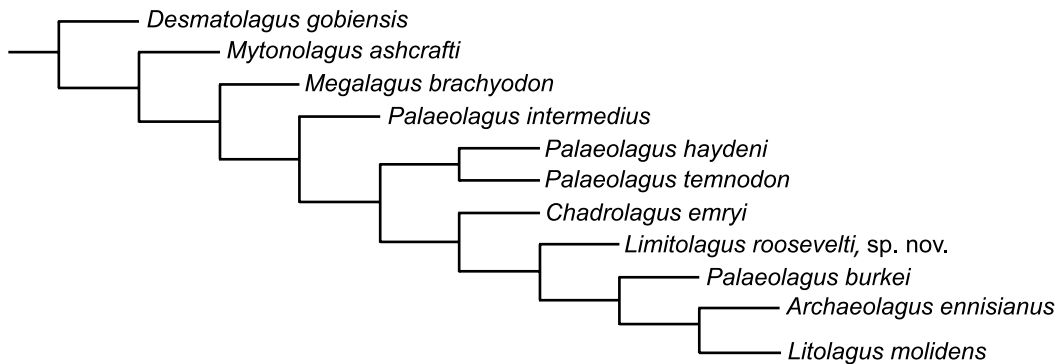 Desmatolagus gobiensis
Mytonolagus ashcrafti
Megalagus brachyodon
Palaeolagus intermedius
Palaeolagus haydeni
Palaeolagus temnodon
Chadrolagus emryi
Limitolagus roosevelti, sp. nov.
Palaeolagus burkei
Archaeolagus ennisianus
Litolagus molidens